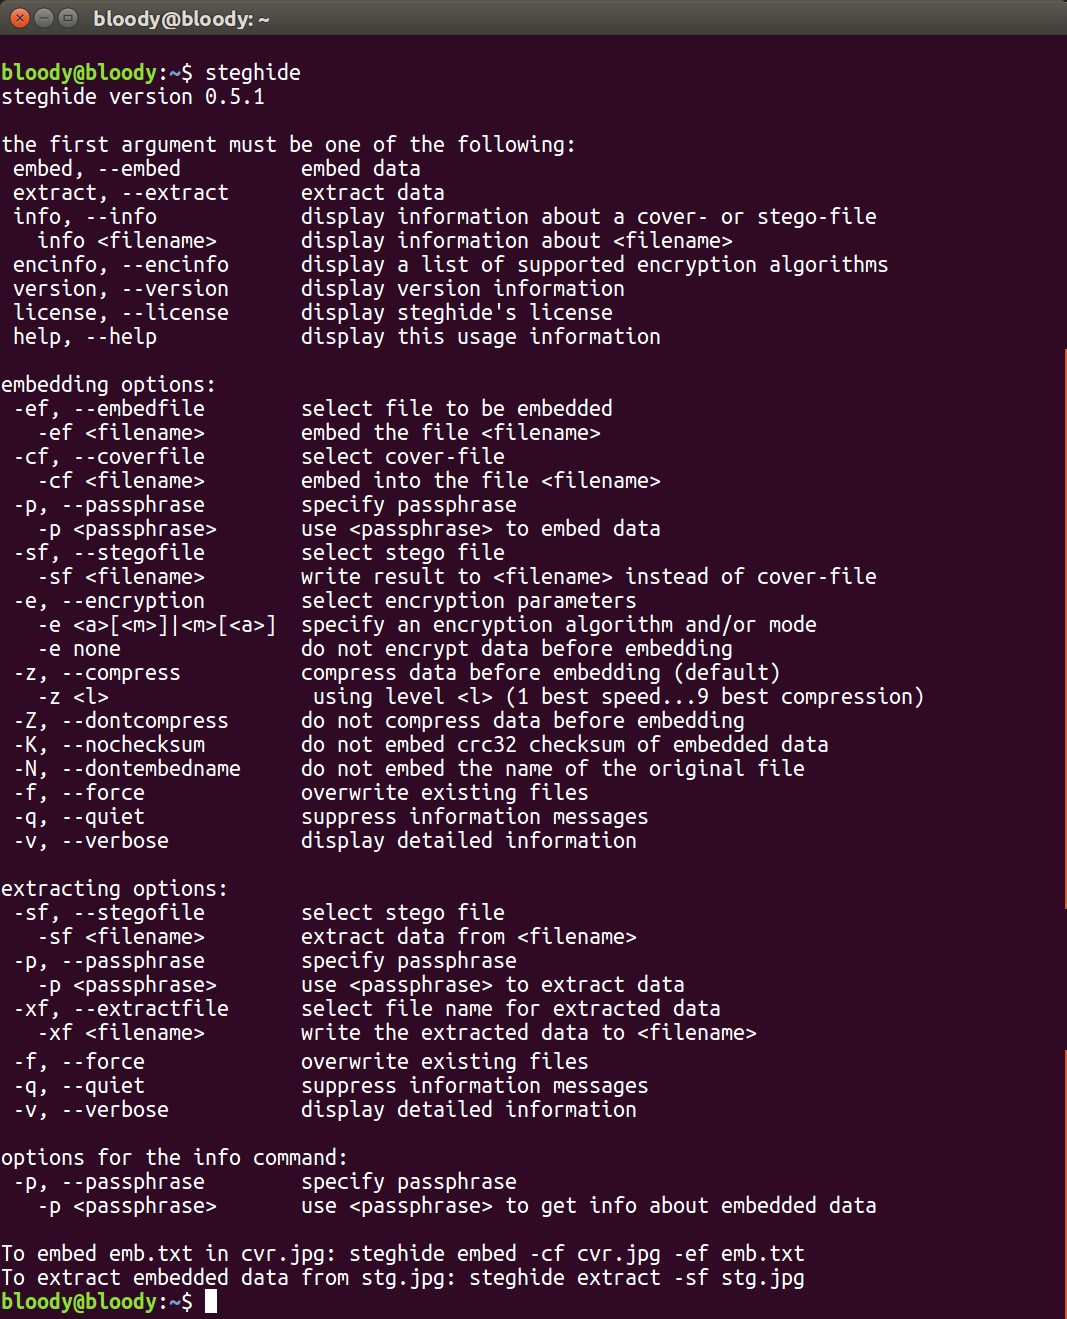 bloody@bloody: ~
bloody@bloody:~$ steghide
steghide version 0.5.1
the first argument must be one of the following:
embed, --embed embed data
extract, --extract extract data
info, --info display information about a cover- or stego-file
info <filename> display information about <filename>
encinfo, --encinfo display a list of supported encryption algorithms
version, --version display version information
license, --license display steghide's license
help, --help display this usage information
embedding options:
-ef, --embedfile select file to be embedded
-ef <filename> embed the file <filename>
-cf, --coverfile select cover-file
-cf <filename> embed into the file <filename>
-p, --passphrase specify passphrase
-p <passphrase> use <passphrase> to embed data
-sf, --stegofile select stego file
-sf <filename> write result to <filename> instead of cover-file
-e, --encryption select encryption parameters
-e <a>[<m>]|<m>[<a>] specify an encryption algorithm and/or mode
-e none do not encrypt data before embedding
-z, --compress compress data before embedding (default)
-z <l> using level <l> (1 best speed...9 best compression)
-Z, --dontcompress do not compress data before embedding
-K, --nochecksum do not embed crc32 checksum of embedded data
-N, --dontembedname do not embed the name of the original file
-f, --force overwrite existing files
-q, --quiet suppress information messages
-v, --verbose display detailed information
extracting options:
-sf, --stegofile select stego file
-sf <filename> extract data from <filename>
-p, --passphrase specify passphrase
-p <passphrase> use <passphrase> to extract data
-xf, --extractfile select file name for extracted data
-xf <filename> write the extracted data to <filename>
-f, --force overwrite existing files
-q, --quiet suppress information messages
-v, --verbose display detailed information
options for the info command:
-p, --passphrase specify passphrase
-p <passphrase> use <passphrase> to get info about embedded data
To embed emb.txt in cvr.jpg: steghide embed -cf cvr.jpg -ef emb.txt
To extract embedded data from stg.jpg: steghide extract -sf stg.jpg
bloody@bloody:~$